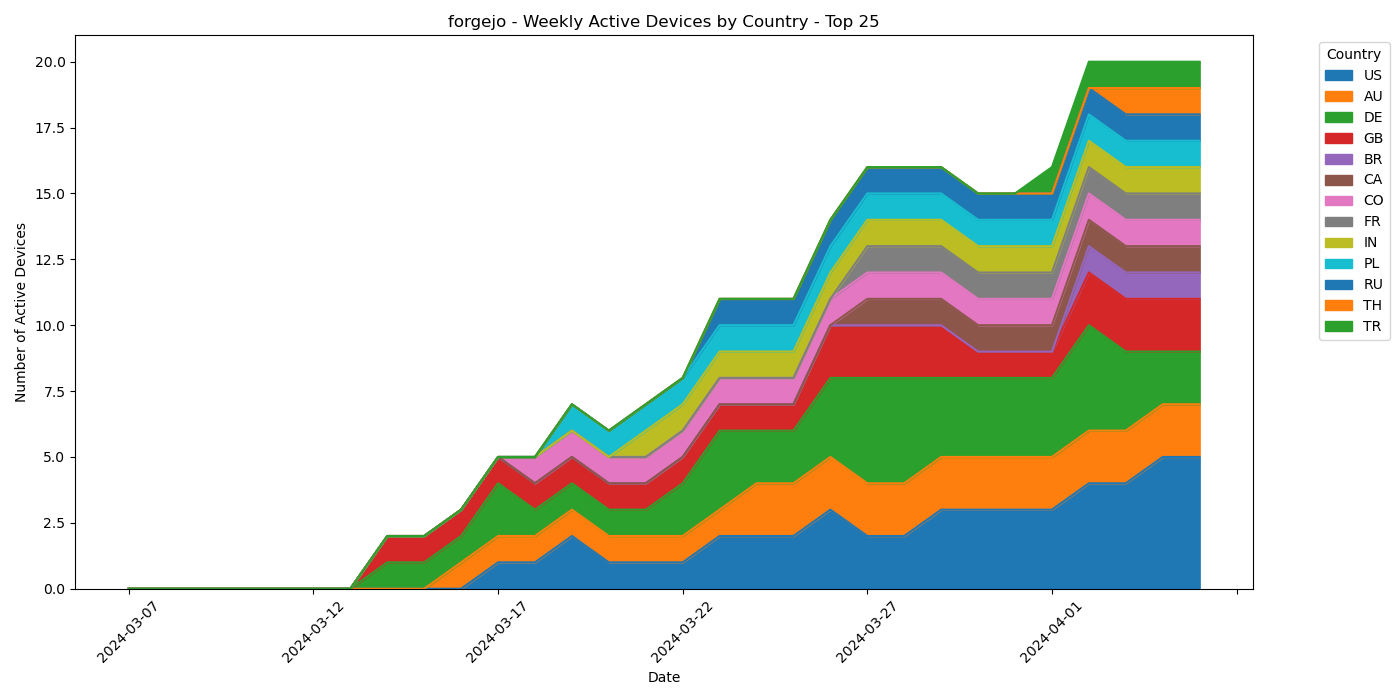 forgejo - Weekly Active Devices by Country - Top 25
Number of Active Devices
20.0
17.5
15.0
12.5
10.0
7.5
5.0
2.5
0.0
2024-03-07
2024-03-12
2024-03-17
2024-03-22
2024-03-27
2024-04-01
Date
Country
US
AU
DE
GB
BR
CA
CO
FR
IN
PL
RU
TH
TR